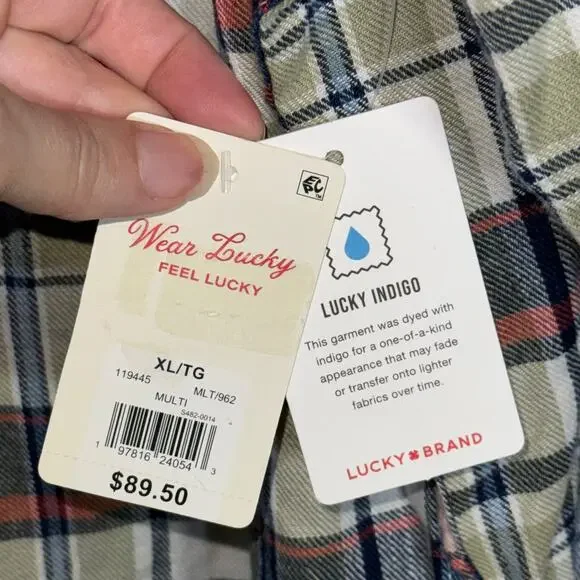 Wear Lucky
FEEL LUCKY
XL/TG
119445
MLT/962
MULTI
S482-0014
1 97816 24054 3
$89.50
LUCKY INDIGO
This garment was dyed with
indigo for a one-of-a-kind
appearance that may fade
or transfer onto lighter
fabrics over time.
LUCKY BRAND